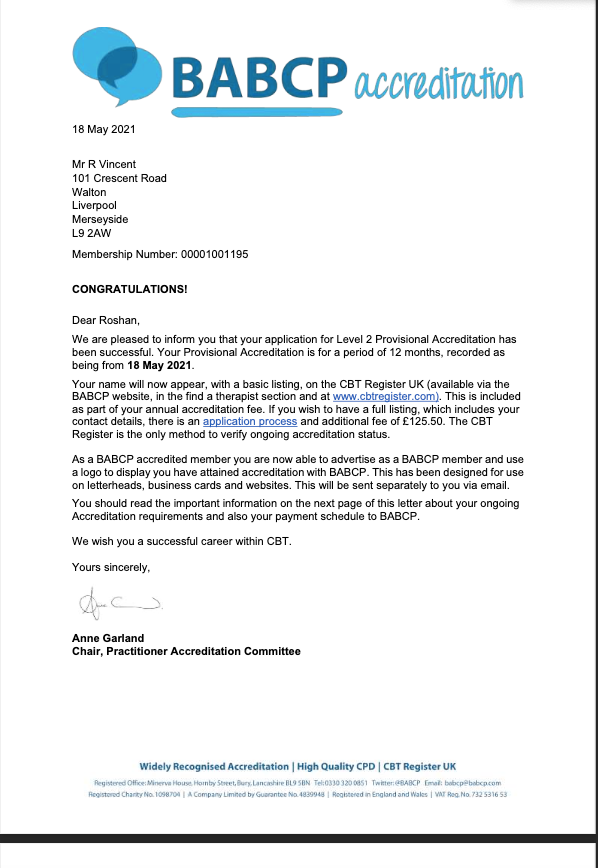 BABCP accreditation
18 May 2021
Mr R Vincent
101 Crescent Road
Walton
Liverpool
Merseyside
L9 2AW
Membership Number: 00001001195
CONGRATULATIONS!
Dear Roshan,
We are pleased to inform you that your application for Level 2 Provisional Accreditation has
been successful. Your Provisional Accreditation is for a period of 12 months, recorded as
being from 18 May 2021.
Your name will now appear, with a basic listing, on the CBT Register UK (available via the
BABCP website, in the find a therapist section and at www.cbtregister.com). This is included
as part of your annual accreditation fee. If you wish to have a full listing, which includes your
contact details, there is an application process and additional fee of £125.50. The CBT
Register is the only method to verify ongoing accreditation status.
As a BABCP accredited member you are now able to advertise as a BABCP member and use
a logo to display you have attained accreditation with BABCP. This has been designed for use
on letterheads, business cards and websites. This will be sent separately to you via email.
You should read the important information on the next page of this letter about your ongoing
Accreditation requirements and also your payment schedule to BABCP.
We wish you a successful career within CBT.
Yours sincerely,
Anne Garland
Chair, Practitioner Accreditation Committee
Widely Recognised Accreditation | High Quality CPD | CBT Register UK
Registered Office: Minerva House, Hornby Street, Bury, Lancashire BL9 5BN Tel: 0330 320 0851 Twitter: @BABCP Email: babcp@babcp.com
Registered Charity No. 1098704 | A Company Limited by Guarantee No. 4839948 | Registered in England and Wales | VAT Reg. No. 732 5316 53